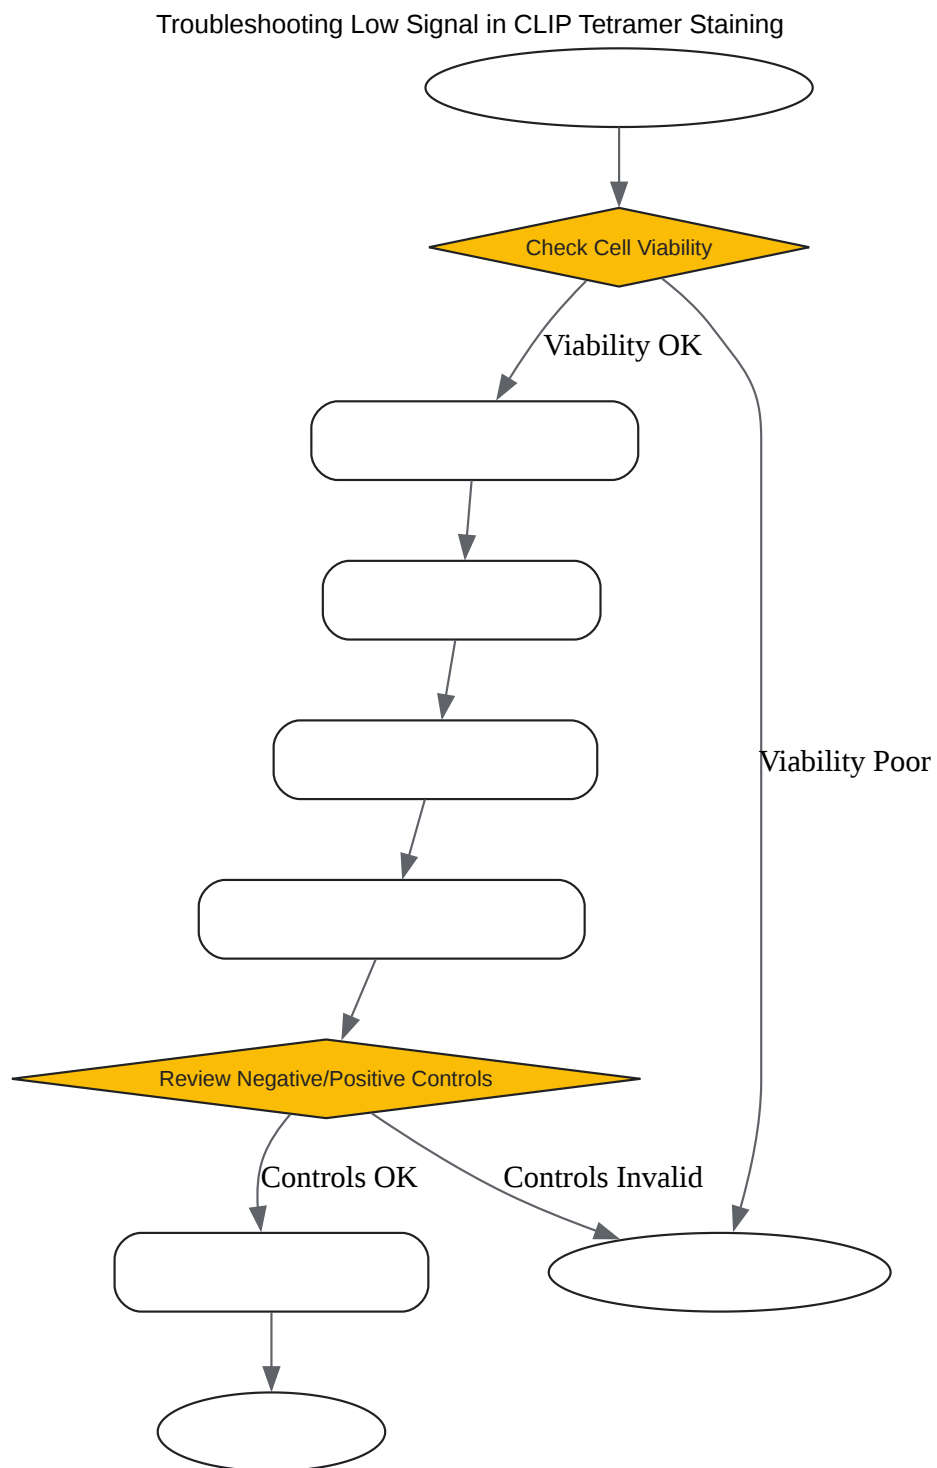 Troubleshooting Low Signal in CLIP Tetramer Staining
Check Cell Viability
Viability OK
Viability Poor
Review Negative/Positive Controls
Controls OK
Controls Invalid